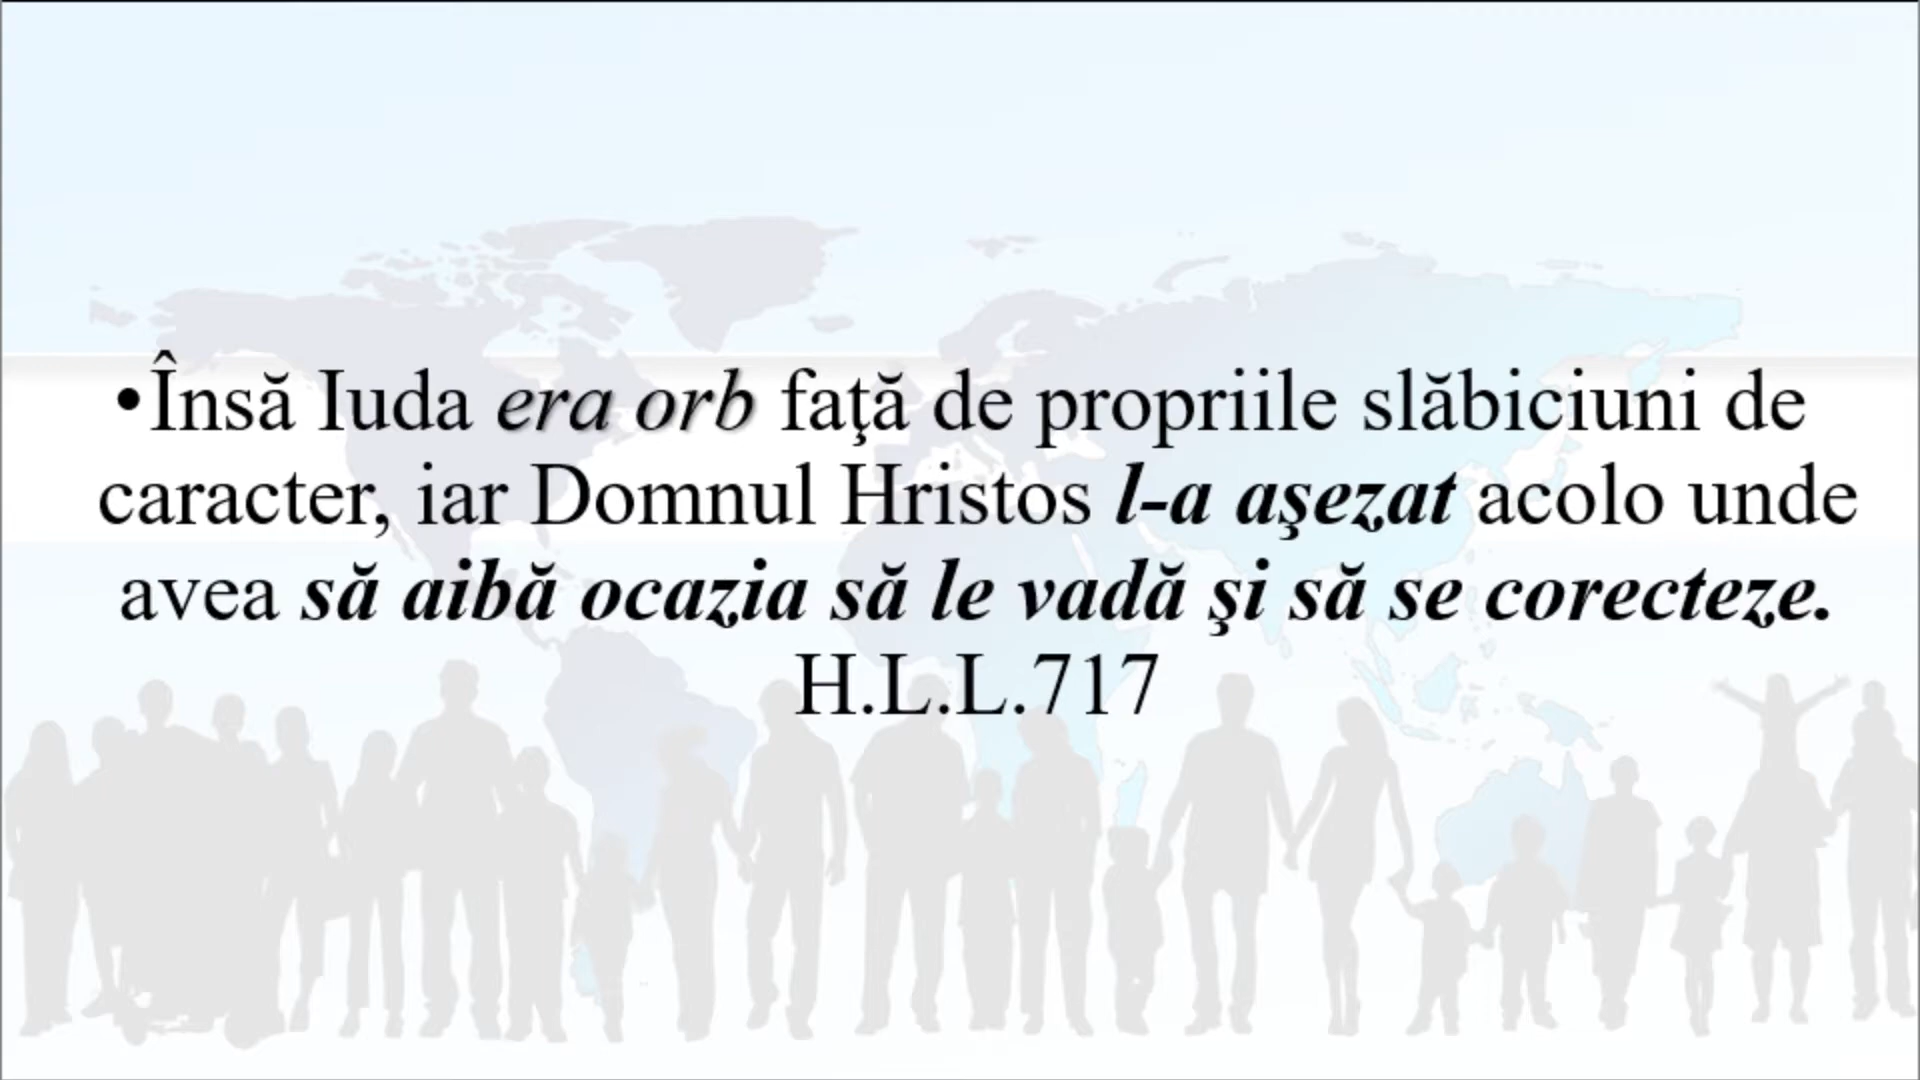 •Însă Iuda era orb faţă de propriile slăbiciuni de
caracter, iar Domnul Hristos l-a aşezat acolo unde
avea să aibă ocazia să le vadă şi să se corecteze.
H.L.L.717